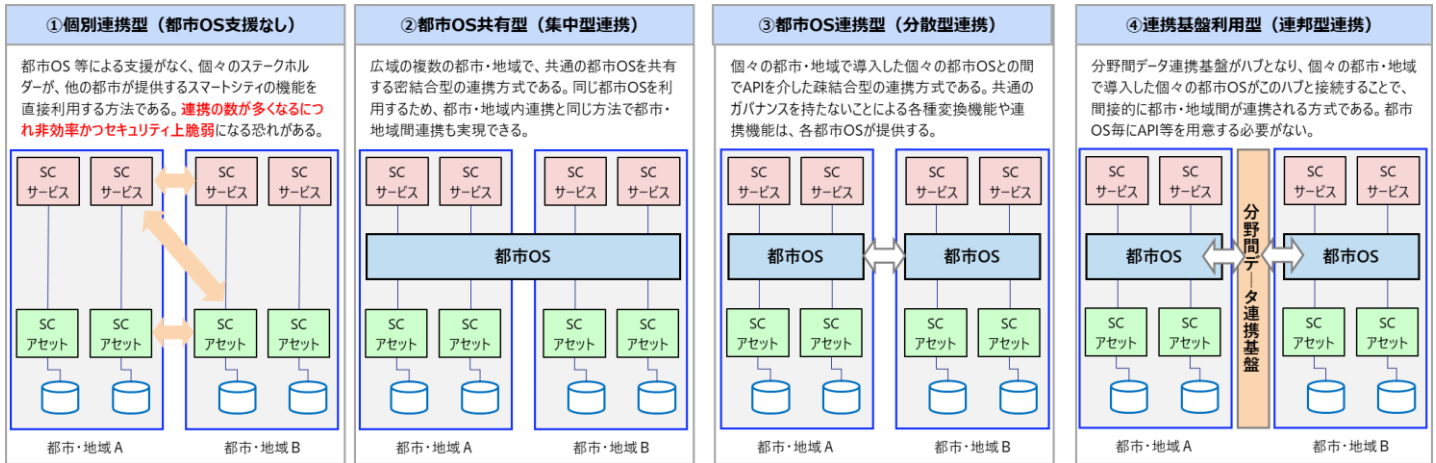 ①個別連携型（都市OS支援なし）
都市OS 等による支援がなく、個々のステークホル
ダーが、他の都市が提供するスマートシティの機能を
直接利用する方法である。連携の数が多くなるにつ
れ非効率かつセキュリティ上脆弱になる恐れがある。
SC
サービス
SC
サービス
SC
サービス
SC
サービス
SC
アセット
SC
アセット
SC
アセット
SC
アセット
都市・地域 A
都市・地域 B
②都市OS共有型（集中型連携）
広域の複数の都市・地域で、共通の都市OSを共有
する密結合型の連携方式である。同じ都市OSを利
用するため、都市・地域内連携と同じ方法で都市・
地域間連携も実現できる。
SC
サービス
SC
サービス
SC
サービス
SC
サービス
都市OS
SC
アセット
SC
アセット
SC
アセット
SC
アセット
都市・地域 A
都市・地域 B
③都市OS連携型（分散型連携）
個々の都市・地域で導入した個々の都市OSとの間
でAPIを介した疎結合型の連携方式である。共通の
ガバナンスを持たないことによる各種変換機能や連
携機能は、各都市OSが提供する。
SC
サービス
SC
サービス
SC
サービス
SC
サービス
都市OS
都市OS
SC
アセット
SC
アセット
SC
アセット
SC
アセット
都市・地域 A
都市・地域 B
④連携基盤利用型（連邦型連携）
分野間データ連携基盤がハブとなり、個々の都市・地域
で導入した個々の都市OSがこのハブと接続することで、
間接的に都市・地域間が連携される方式である。都市
OS毎にAPI等を用意する必要がない。
SC
サービス
SC
サービス
SC
サービス
SC
サービス
都市OS
分野間データ連携基盤
都市OS
SC
アセット
SC
アセット
SC
アセット
SC
アセット
都市・地域 A
都市・地域 B